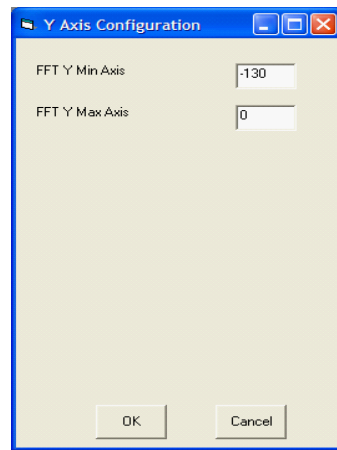 Y Axis Configuration
FFT Y Min Axis -130
FFT Y Max Axis 0
OK Cancel